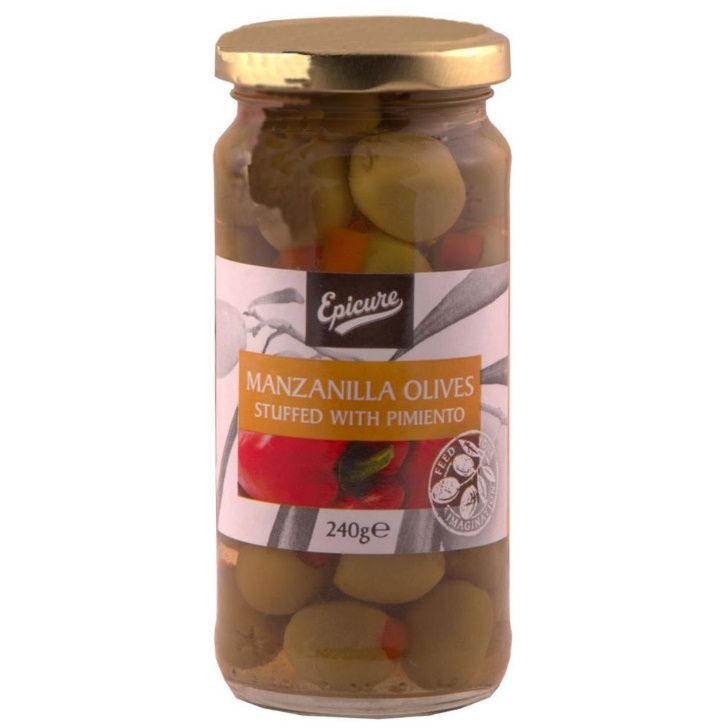 Epicure
MANZANILLA OLIVES
STUFFED WITH PIMIENTO
FEED
IMAGINATION
240g℮